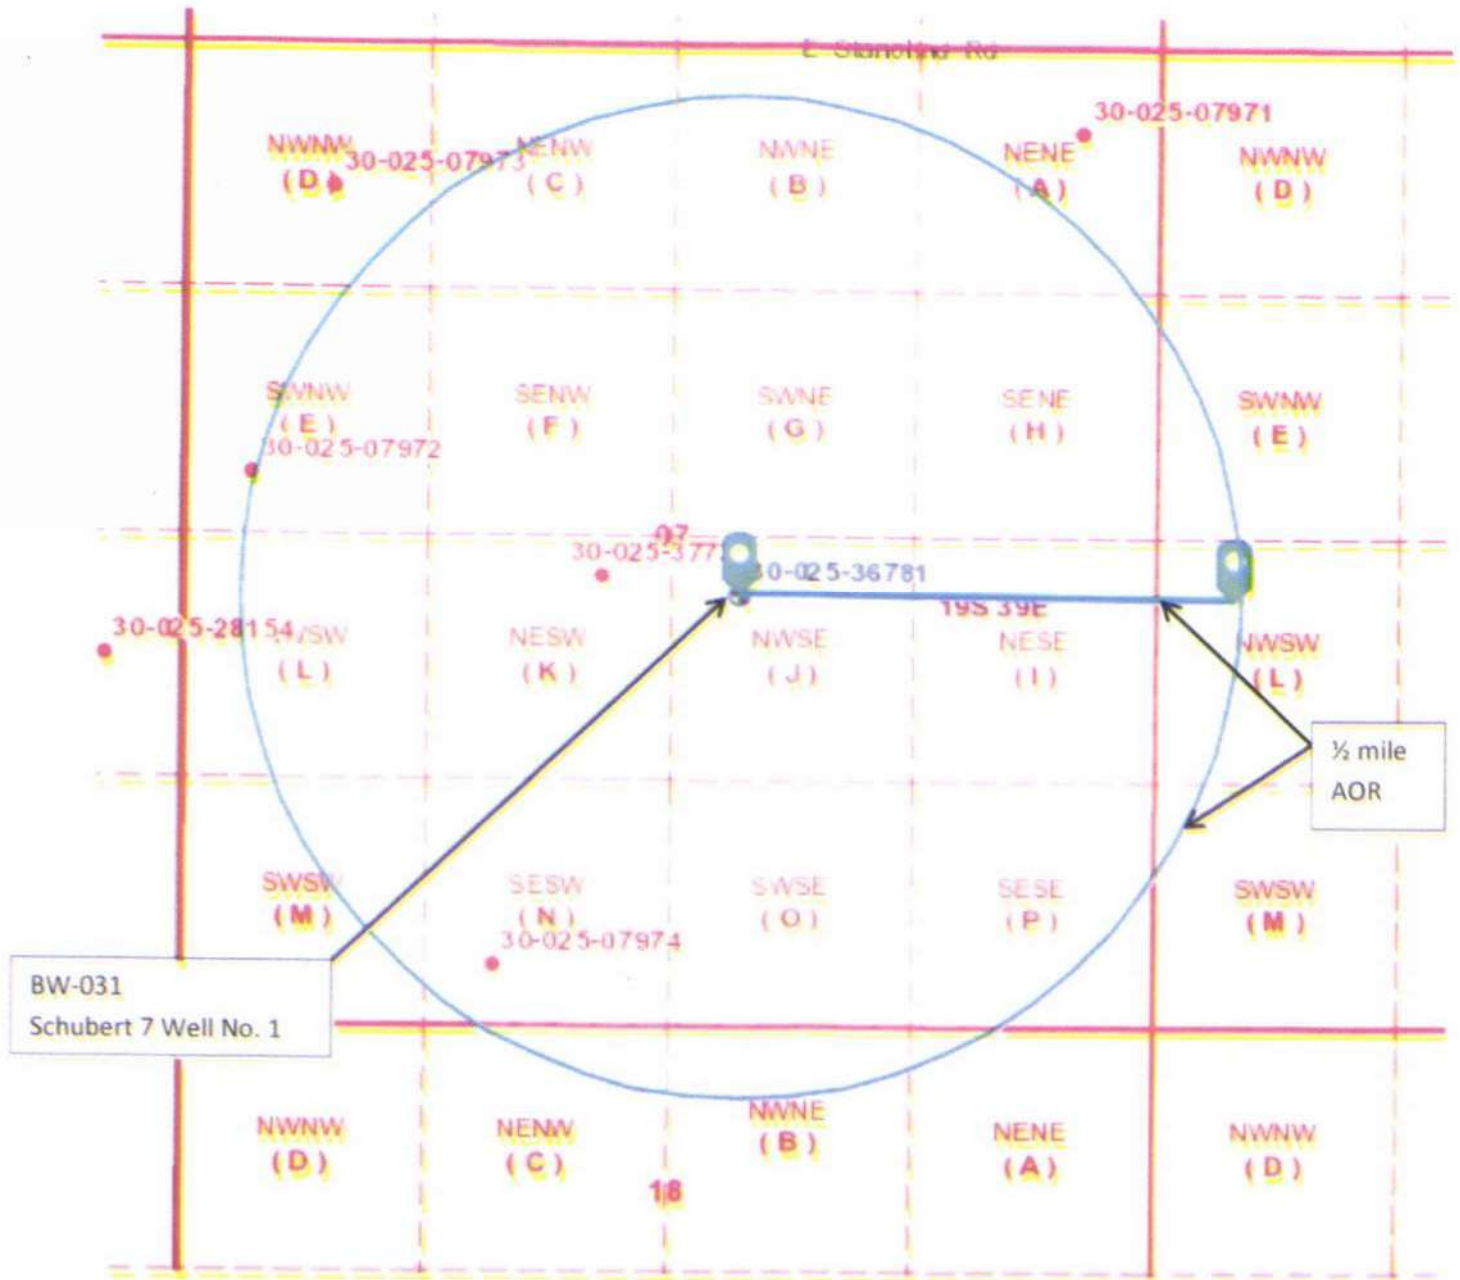 E Stanolind Rd
30-025-07971
NWNW
(D)
30-025-07973
NENW
(C)
NWNE
(B)
NENE
(A)
NWNW
(D)
SWNW
(E)
30-025-07972
SENW
(F)
SWNE
(G)
SENE
(H)
SWNW
(E)
07
30-025-377
30-025-36781
19S 39E
30-025-28154
WSW
(L)
NESW
(K)
NWSE
(J)
NESE
(I)
NWSW
(L)
½ mile
AOR
SWSW
(M)
SESW
(N)
30-025-07974
SWSE
(O)
SESE
(P)
SWSW
(M)
BW-031
Schubert 7 Well No. 1
NWNW
(D)
NENW
(C)
NWNE
(B)
NENE
(A)
NWNW
(D)
18